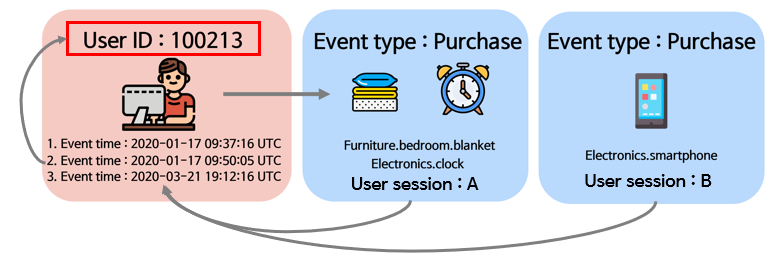 User ID : 100213
1. Event time : 2020-01-17 09:37:16 UTC
2. Event time : 2020-01-17 09:50:05 UTC
3. Event time : 2020-03-21 19:12:16 UTC
Event type : Purchase
Furniture.bedroom.blanket
Electronics.clock
User session : A
Event type : Purchase
Electronics.smartphone
User session : B